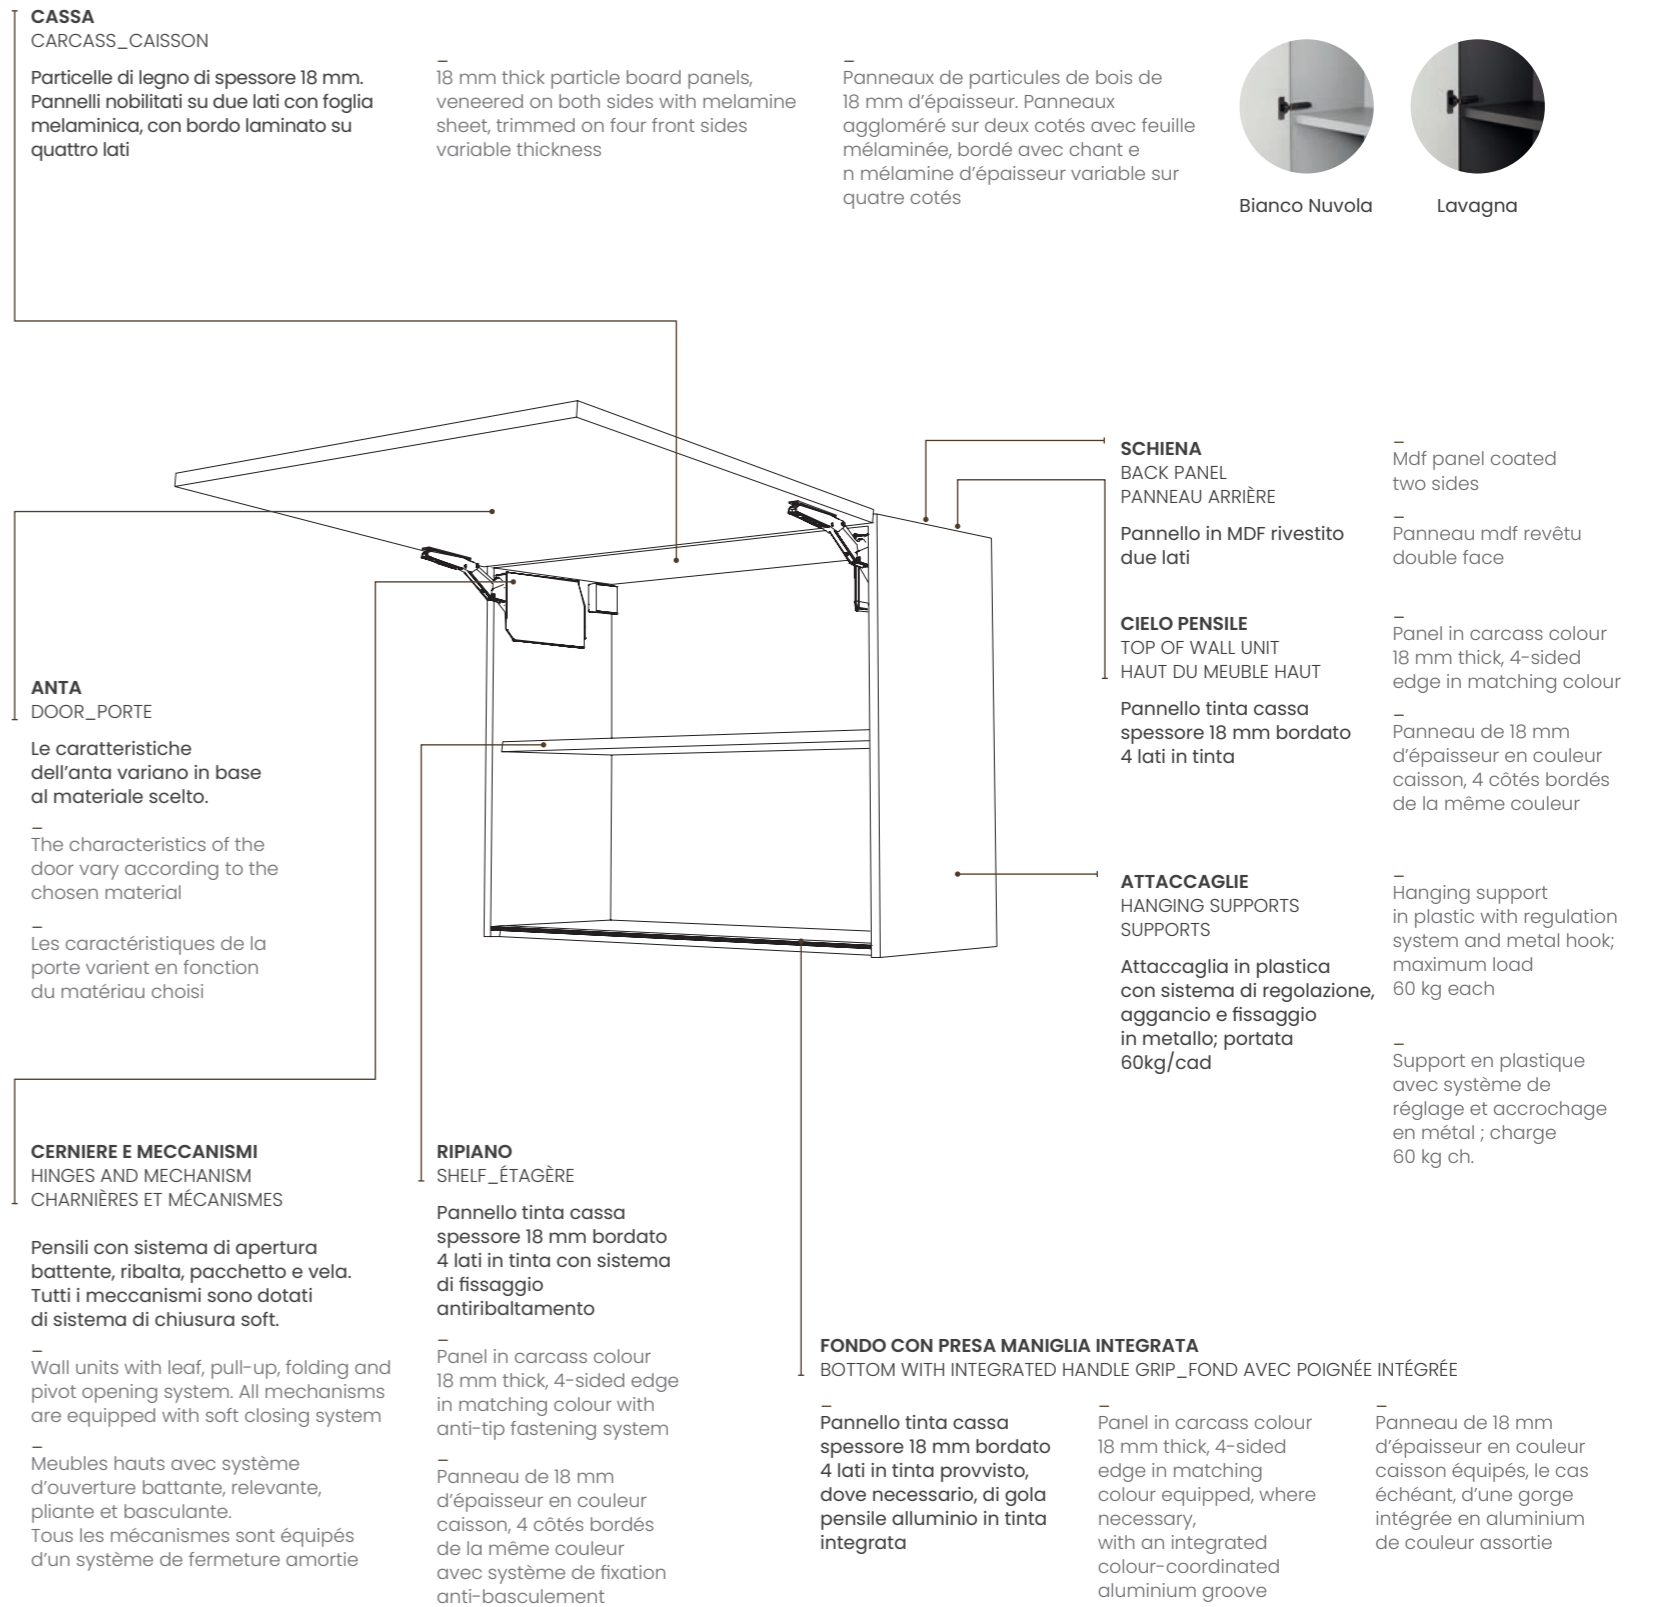 CASSA
CARCASS_CAISSON
Particelle di legno di spessore 18 mm.
Pannelli nobilitati su due lati con foglia
melaminica, con bordo laminato su
quattro lati
–
18 mm thick particle board panels,
veneered on both sides with melamine
sheet, trimmed on four front sides
variable thickness
–
Panneaux de particules de bois de
18 mm d’épaisseur. Panneaux
aggloméré sur deux cotés avec feuille
mélaminée, bordé avec chant e
n mélamine d’épaisseur variable sur
quatre cotés
Bianco Nuvola
Lavagna
SCHIENA
BACK PANEL
PANNEAU ARRIÈRE
Pannello in MDF rivestito
due lati
–
Mdf panel coated
two sides
–
Panneau mdf revêtu
double face
CIELO PENSILE
TOP OF WALL UNIT
HAUT DU MEUBLE HAUT
Pannello tinta cassa
spessore 18 mm bordato
4 lati in tinta
–
Panel in carcass colour
18 mm thick, 4-sided
edge in matching colour
–
Panneau de 18 mm
d’épaisseur en couleur
caisson, 4 côtés bordés
de la même couleur
ANTA
DOOR_PORTE
Le caratteristiche
dell’anta variano in base
al materiale scelto.
–
The characteristics of the
door vary according to the
chosen material
–
Les caractéristiques de la
porte varient en fonction
du matériau choisi
ATTACCAGLIE
HANGING SUPPORTS
SUPPORTS
Attaccaglia in plastica
con sistema di regolazione,
aggancio e fissaggio
in metallo; portata
60kg/cad
–
Hanging support
in plastic with regulation
system and metal hook;
maximum load
60 kg each
–
Support en plastique
avec système de
réglage et accrochage
en métal ; charge
60 kg ch.
CERNIERE E MECCANISMI
HINGES AND MECHANISM
CHARNIÈRES ET MÉCANISMES
Pensili con sistema di apertura
battente, ribalta, pacchetto e vela.
Tutti i meccanismi sono dotati
di sistema di chiusura soft.
–
Wall units with leaf, pull-up, folding and
pivot opening system. All mechanisms
are equipped with soft closing system
–
Meubles hauts avec système
d’ouverture battante, relevante,
pliante et basculante.
Tous les mécanismes sont équipés
d’un système de fermeture amortie
RIPIANO
SHELF_ÉTAGÈRE
Pannello tinta cassa
spessore 18 mm bordato
4 lati in tinta con sistema
di fissaggio
antiribaltamento
–
Panel in carcass colour
18 mm thick, 4-sided edge
in matching colour with
anti-tip fastening system
–
Panneau de 18 mm
d’épaisseur en couleur
caisson, 4 côtés bordés
de la même couleur
avec système de fixation
anti-basculement
FONDO CON PRESA MANIGLIA INTEGRATA
BOTTOM WITH INTEGRATED HANDLE GRIP_FOND AVEC POIGNÉE INTÉGRÉE
–
Pannello tinta cassa
spessore 18 mm bordato
4 lati in tinta provvisto,
dove necessario, di gola
pensile alluminio in tinta
integrata
–
Panel in carcass colour
18 mm thick, 4-sided
edge in matching
colour equipped, where
necessary,
with an integrated
colour-coordinated
aluminium groove
–
Panneau de 18 mm
d’épaisseur en couleur
caisson équipés, le cas
échéant, d’une gorge
intégrée en aluminium
de couleur assortie